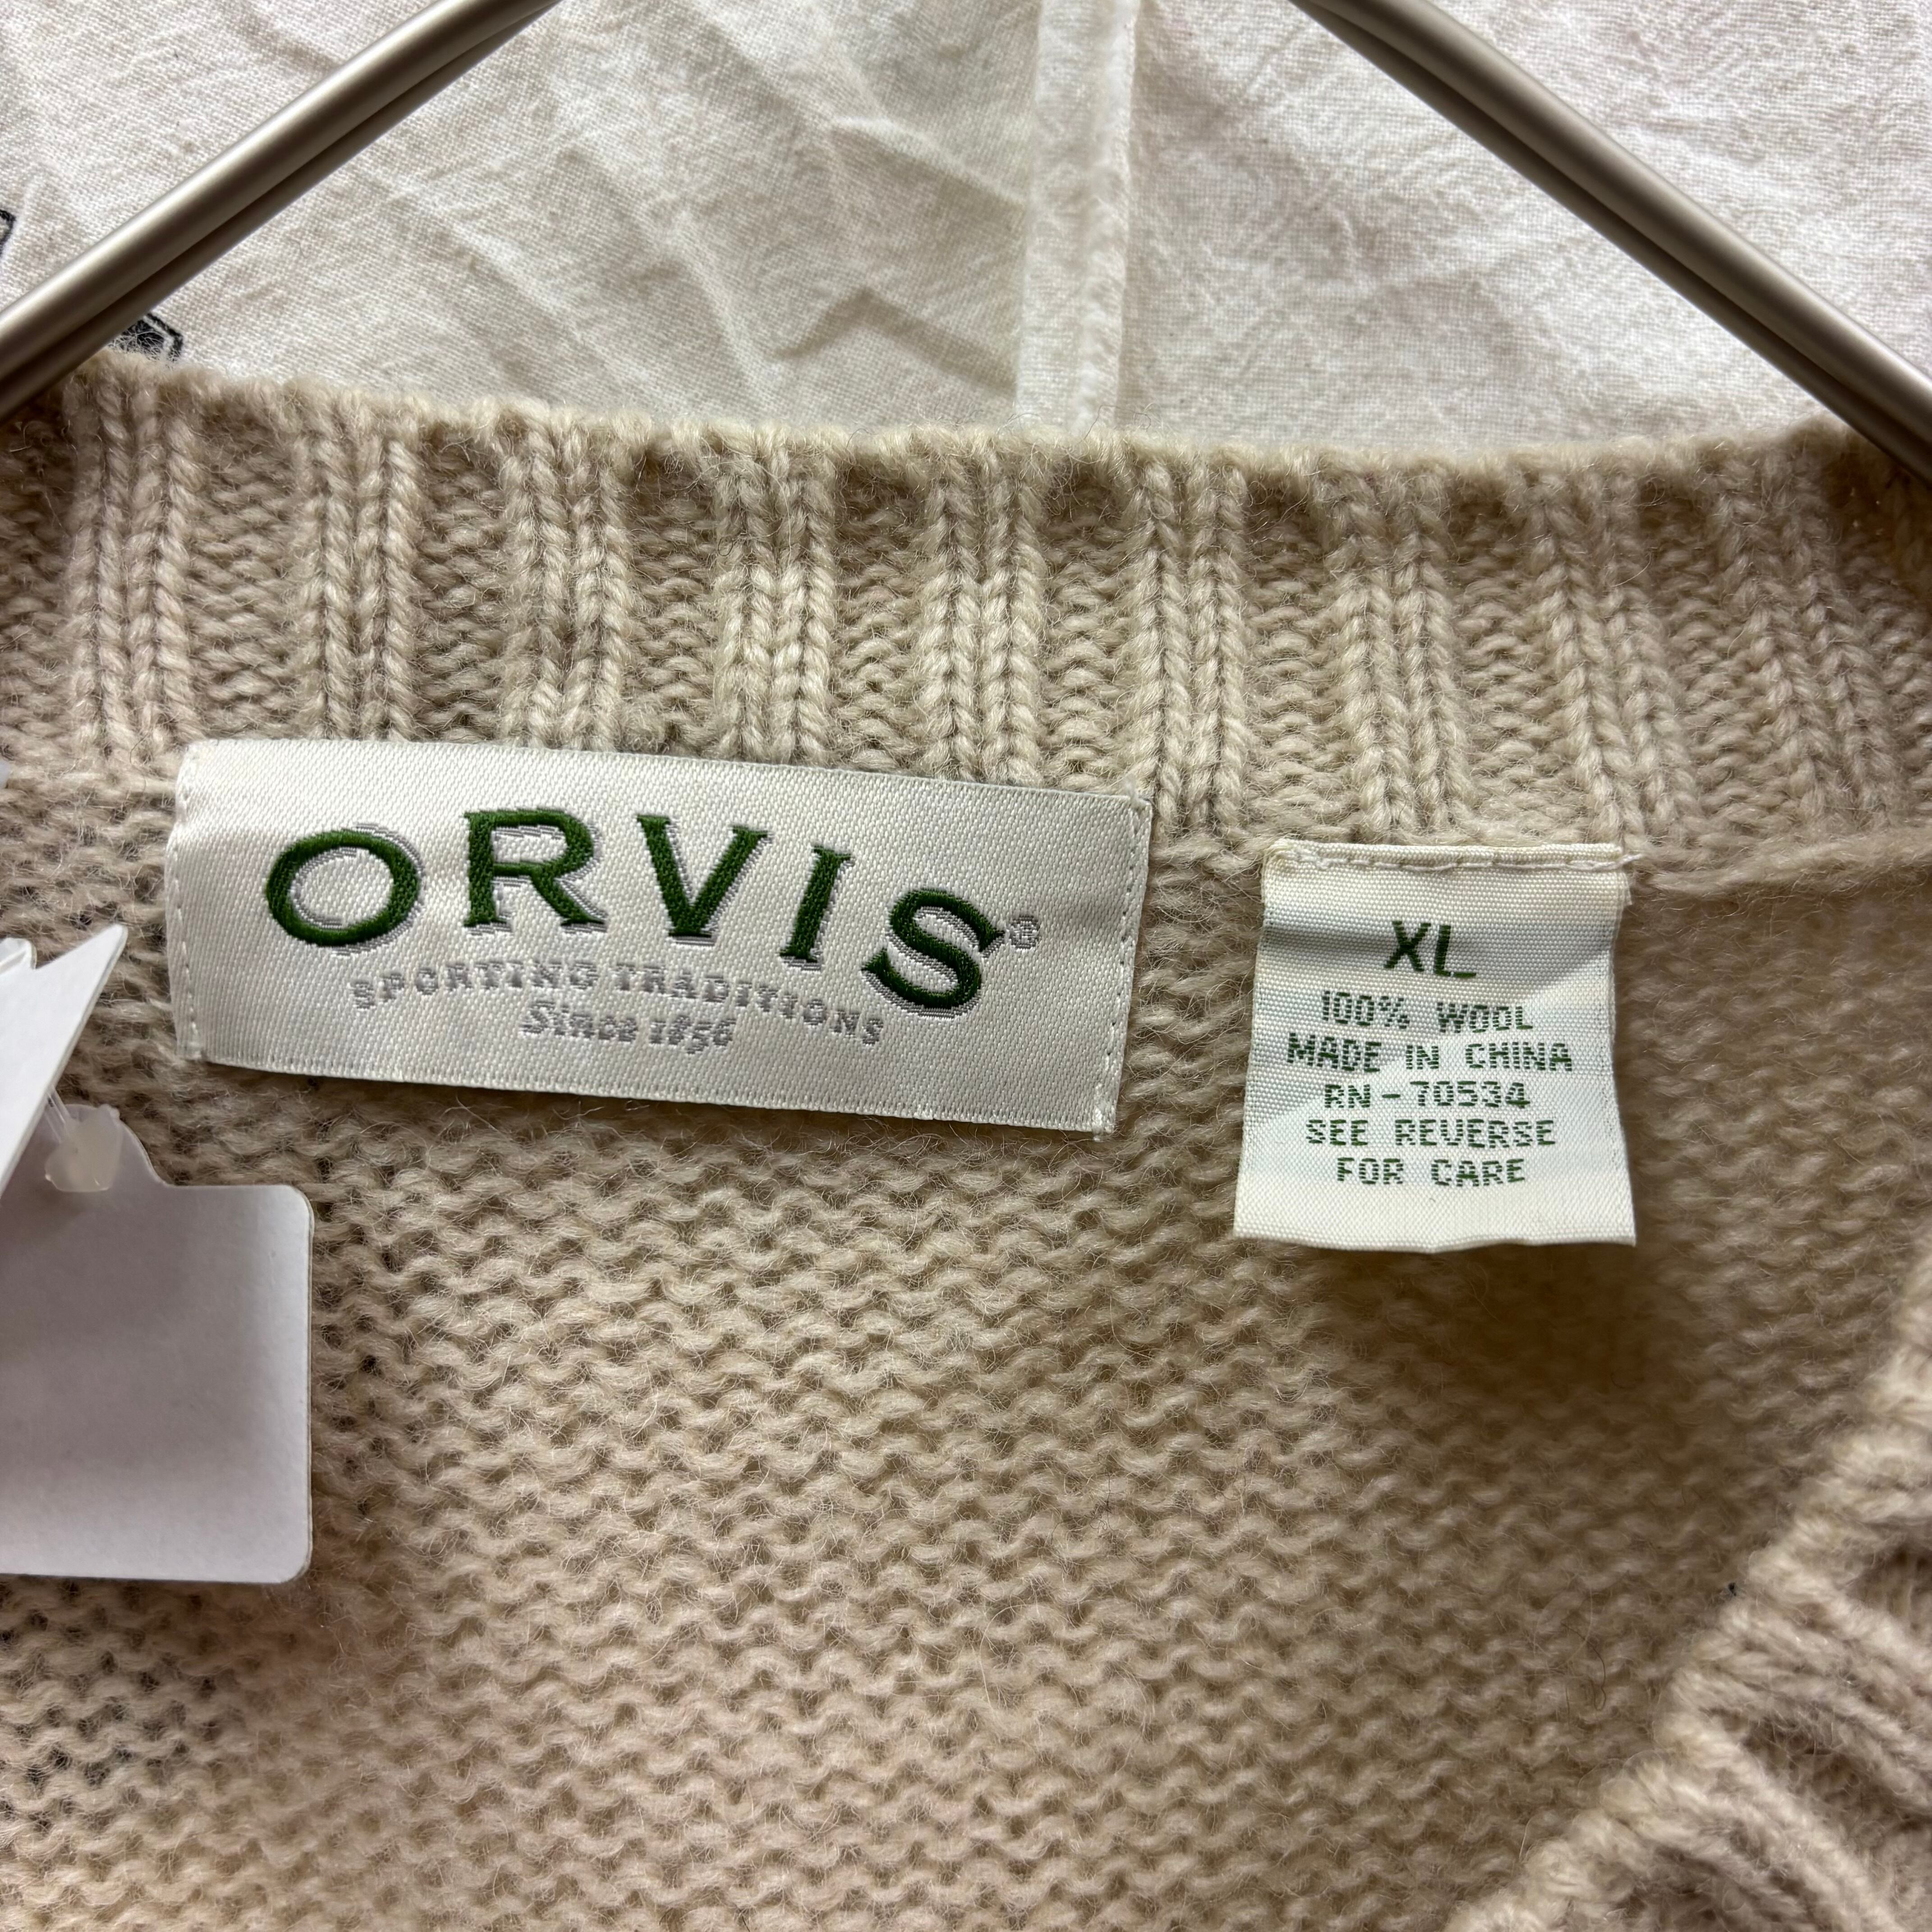 ORVIS®
SPORTING TRADITIONS
Since 1856
XL
100% WOOL
MADE IN CHINA
RN-70534
SEE REVERSE
FOR CARE